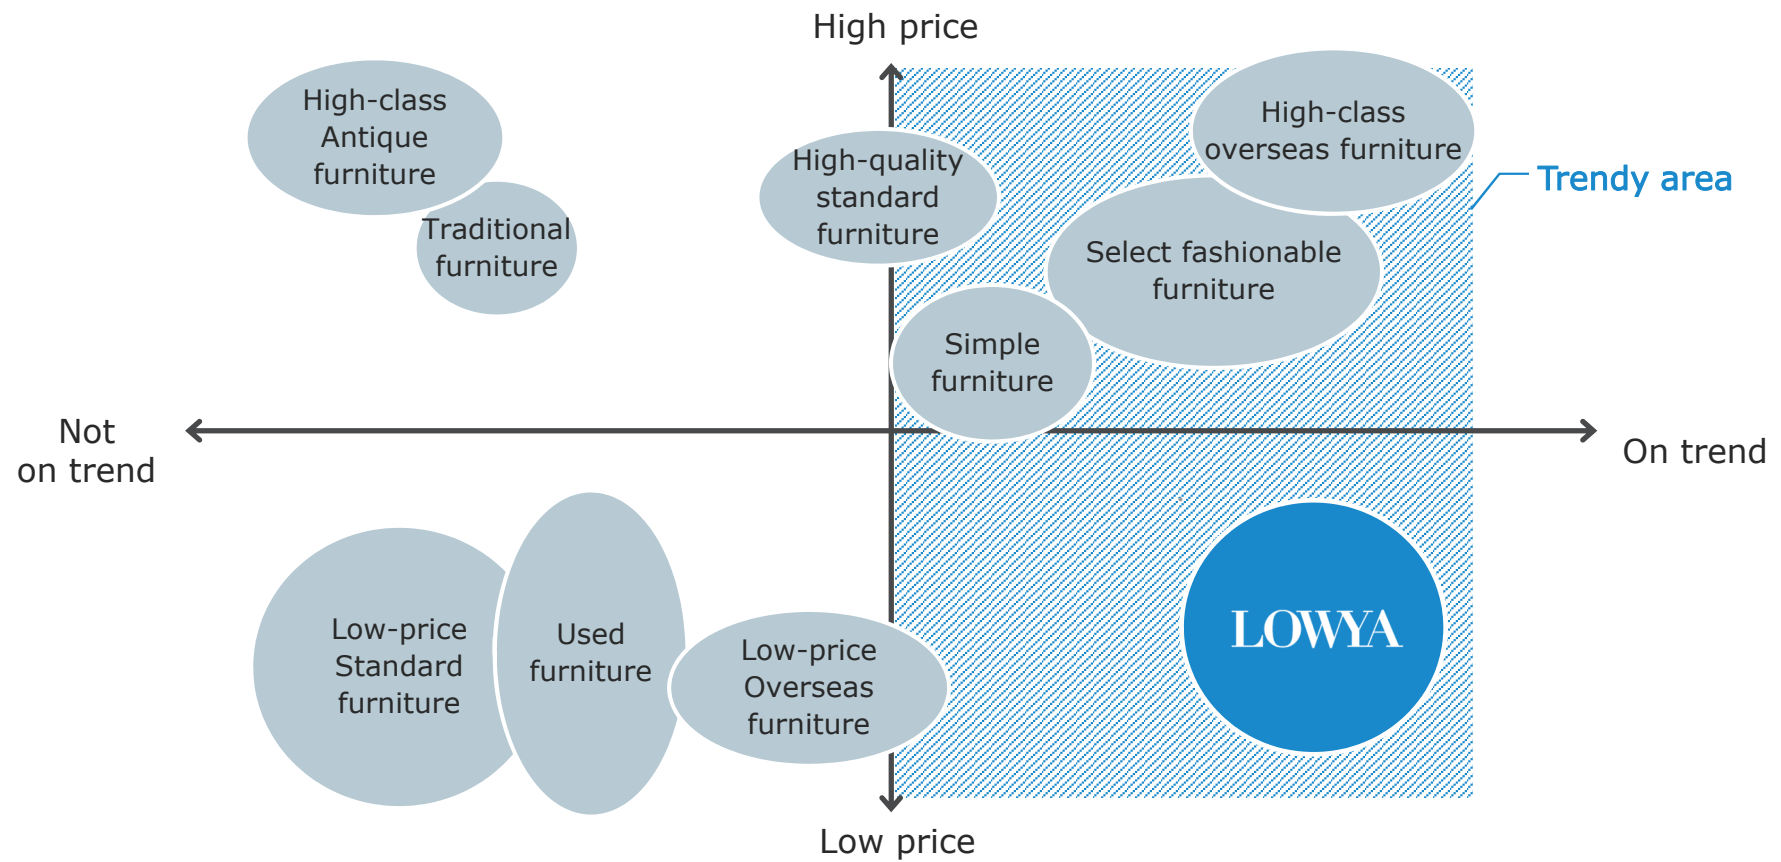 High price
High-class
Antique
furniture
Traditional
furniture
High-quality
standard
furniture
High-class
overseas furniture
Trendy area
Select fashionable
furniture
Simple
furniture
Not
on trend
On trend
Low-price
Standard
furniture
Used
furniture
Low-price
Overseas
furniture
LOWYA
Low price